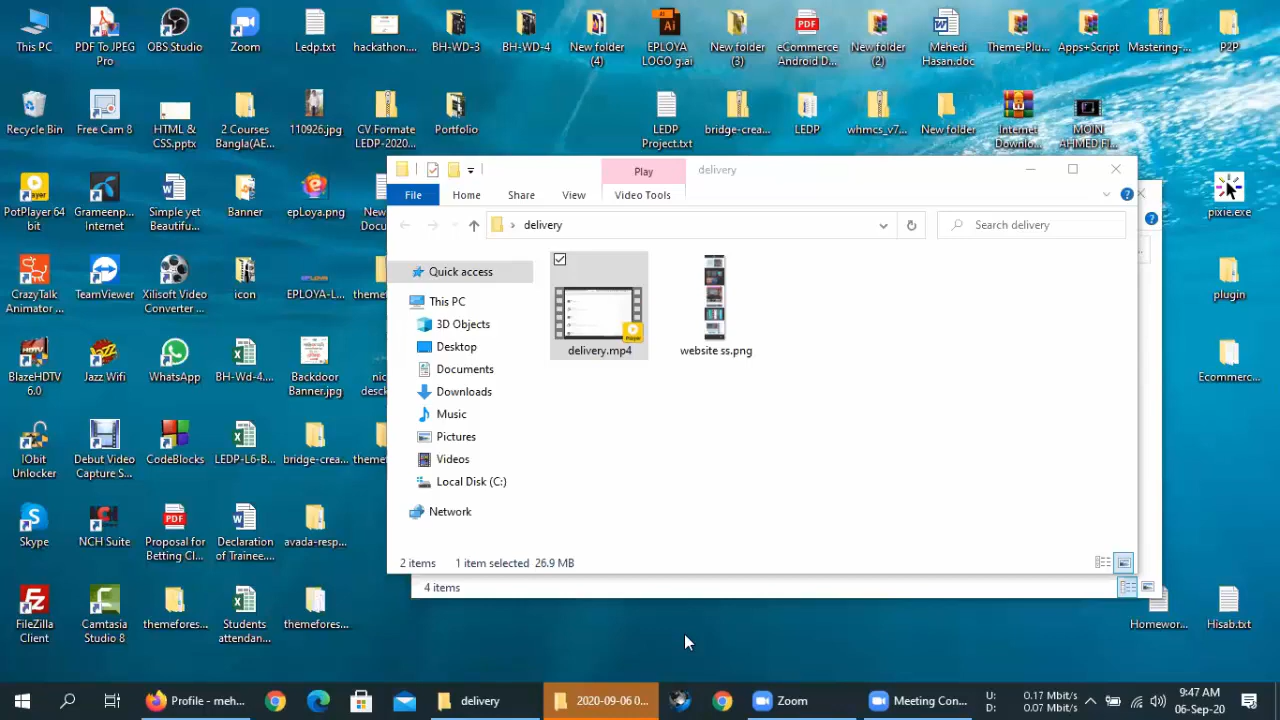 This PC
PDF To JPEG
Pro
OBS Studio
Zoom
Ledp.txt
hackathon....
BH-WD-3
BH-WD-4
New folder
(4)
EPLOYA
LOGO g.ai
New folder
(3)
eCommerce
Android D...
New folder
(2)
Mehedi
Hasan.doc
Theme-Plu...
Apps+Script
Mastering-...
P2P
Recycle Bin
Free Cam 8
HTML &
CSS.pptx
2 Courses
Bangla(AE...
110926.jpg
CV Formate
LEDP-2020...
Portfolio
LEDP
Project.txt
bridge-crea...
LEDP
whmcs_v7...
New folder
Internet
Downlo...
MOIN
AHMED.Fi...
PotPlayer 64
bit
Grameenp...
Internet
Simple yet
Beautifu...
Banner
epLoya.png
pixie.exe
CrazyTalk
Animator ...
TeamViewer
Xilisoft Video
Converter ...
icon
EPLOYA-L...
plugin
BlazeHDTV
6.0
Jazz Wifi
WhatsApp
BH-Wd-4....
Backdoor
Banner.jpg
Ecommerc...
IObit
Unlocker
Debut Video
Capture S...
CodeBlocks
LEDP-L6-B...
bridge-crea...
Skype
NCH Suite
Proposal for
Betting Cl...
Declaration
of Trainee....
avada-resp...
FileZilla
Client
Camtasia
Studio 8
themefores...
Students
attendan...
themefores...
Homewor...
Hisab.txt
Play
delivery
File
Home
Share
View
Video Tools
delivery
Search delivery
Quick access
This PC
3D Objects
Desktop
Documents
Downloads
Music
Pictures
Videos
Local Disk (C:)
Network
delivery.mp4
website ss.png
2 items
1 item selected 26.9 MB
4 items
Profile - meh...
delivery
2020-09-06 0...
Zoom
Meeting Con...
U: 0.17 Mbit/s
D: 0.07 Mbit/s
9:47 AM
06-Sep-20